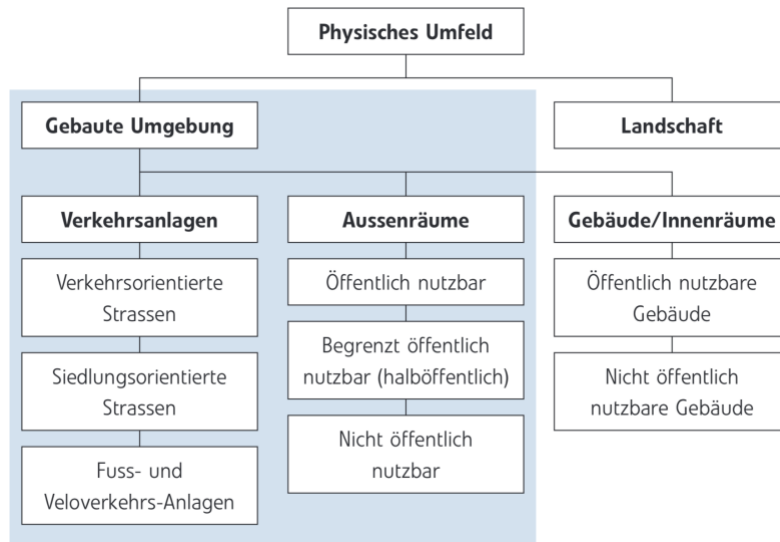 Physisches Umfeld
Gebaute Umgebung
Landschaft
Verkehrsanlagen
Aussenräume
Gebäude/Innenräume
Verkehrsorientierte
Strassen
Öffentlich nutzbar
Öffentlich nutzbare
Gebäude
Siedlungsorientierte
Strassen
Begrenzt öffentlich
nutzbar (halböffentlich)
Nicht öffentlich
nutzbare Gebäude
Fuss- und
Veloverkehrs-Anlagen
Nicht öffentlich
nutzbar